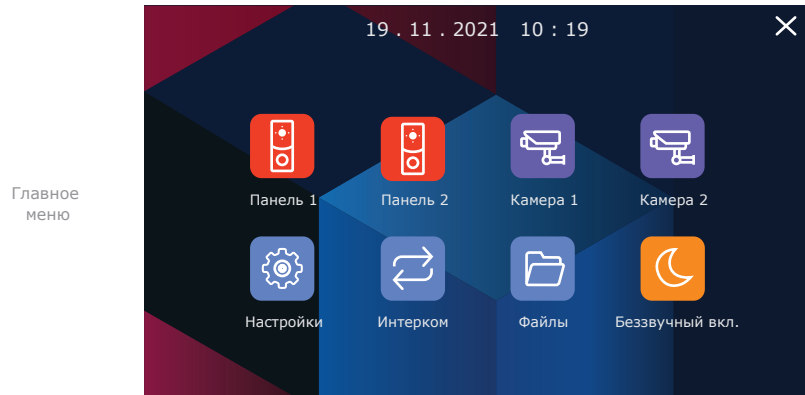 19 . 11 . 2021 10 : 19
Главное
меню
Панель 1
Панель 2
Камера 1
Камера 2
Настройки
Интерком
Файлы
Беззвучный вкл.